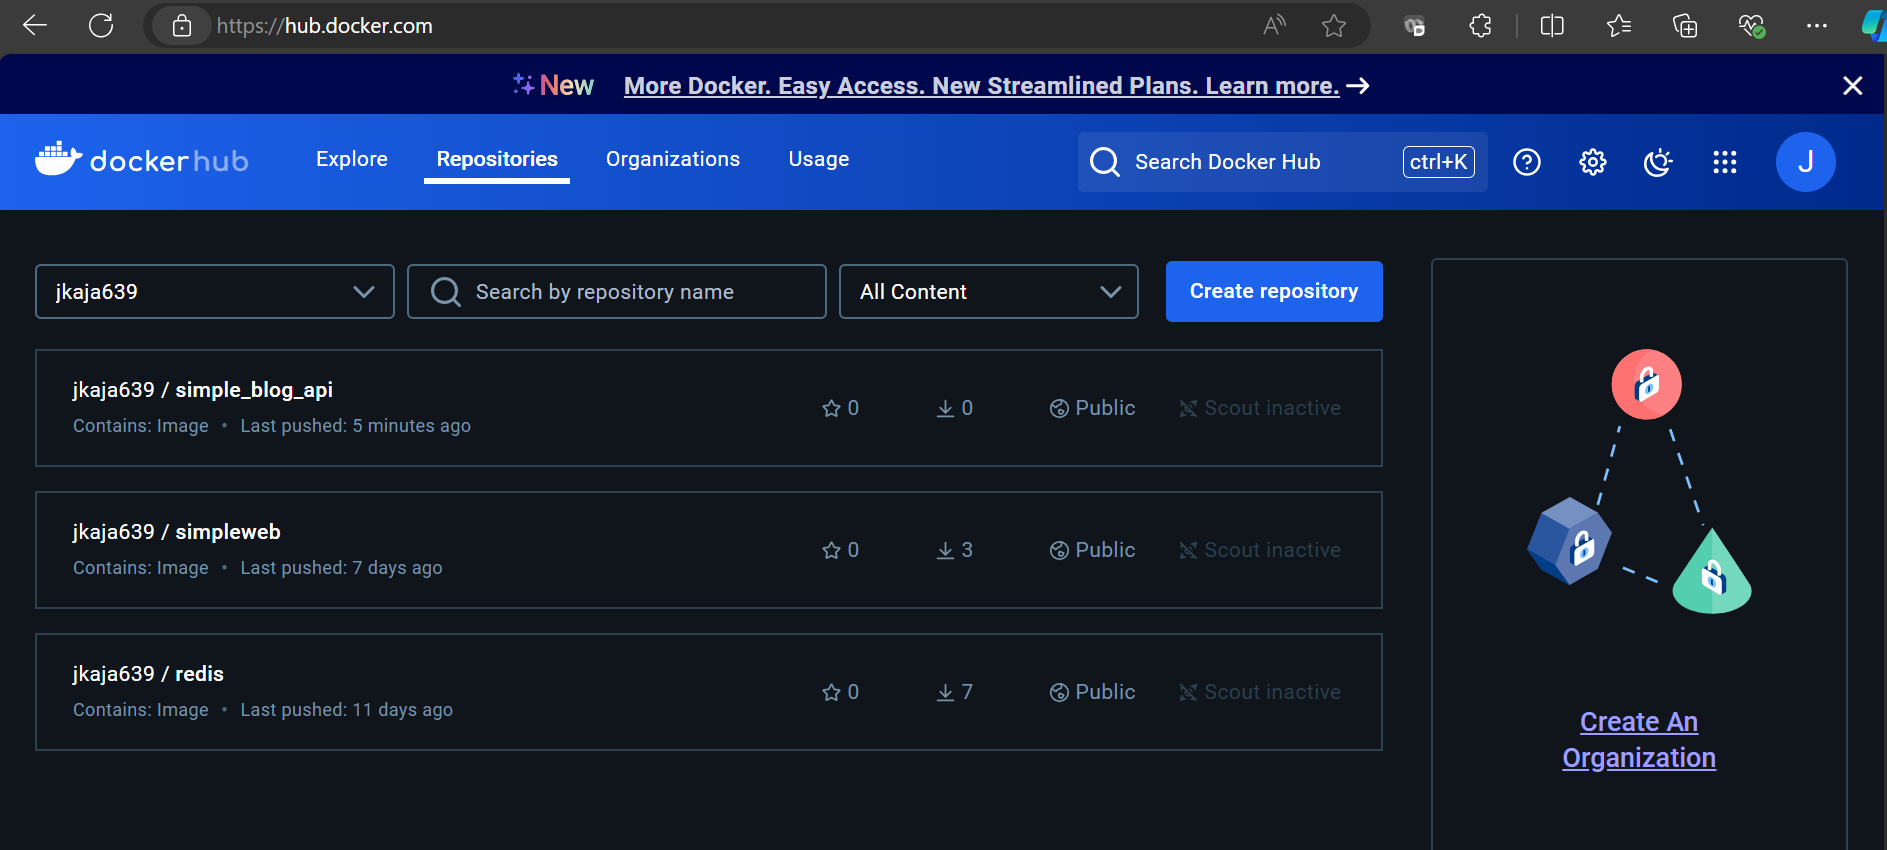 https://hub.docker.com
New More Docker. Easy Access. New Streamlined Plans. Learn more. →
docker hub Explore Repositories Organizations Usage Search Docker Hub ctrl+K J
jkaja639 Search by repository name All Content Create repository
jkaja639 / simple_blog_api
Contains: Image • Last pushed: 5 minutes ago
0 0 Public Scout inactive
jkaja639 / simpleweb
Contains: Image • Last pushed: 7 days ago
0 3 Public Scout inactive
jkaja639 / redis
Contains: Image • Last pushed: 11 days ago
0 7 Public Scout inactive
Create An
Organization